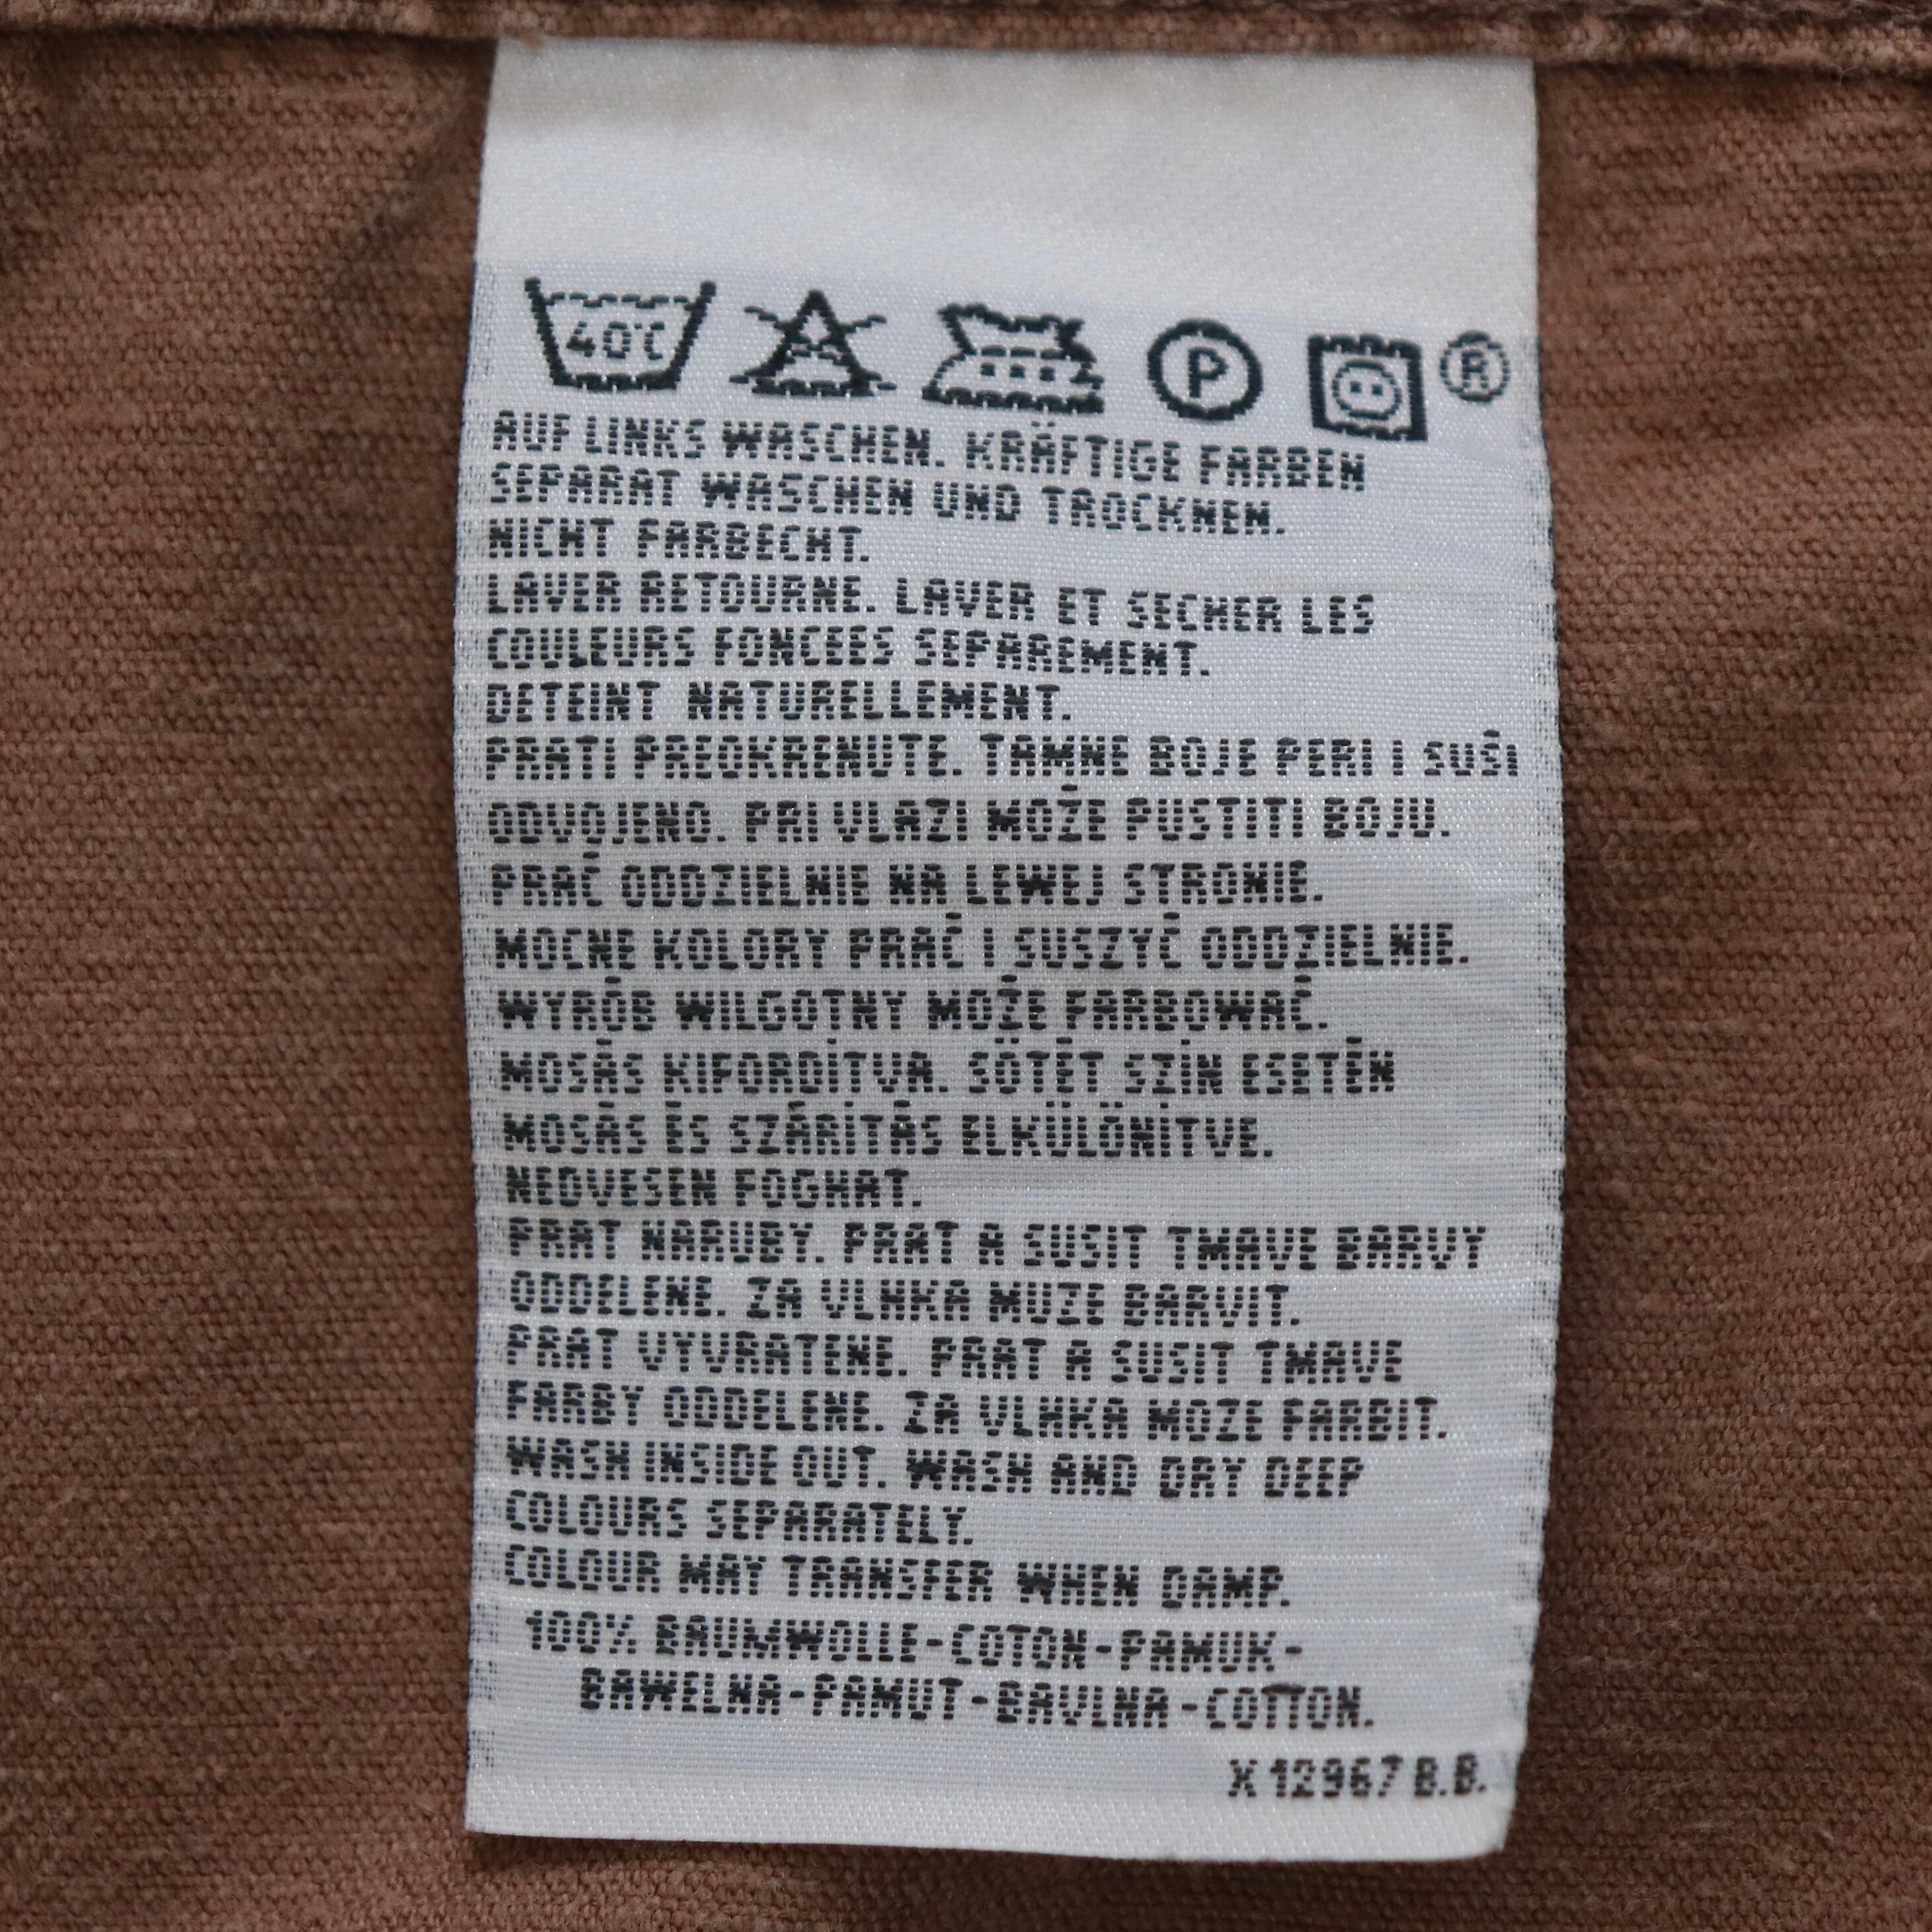 40°C P ®
AUF LINKS WASCHEN. KRÄFTIGE FARBEN
SEPARAT WASCHEN UND TROCKNEN.
NICHT FARBECHT.
LAVER RETOURNE. LAVER ET SECHER LES
COULEURS FONCEES SEPAREMENT.
DETEINT NATURELLEMENT.
PRATI PREOKRENUTE. TAMNE BOJE PERI I SUŠI
ODVOJENO. PRI VLAZI MOŽE PUSTITI BOJU.
PRAĆ ODDZIELNIE NA LEWEJ STRONIE.
MOCNE KOLORY PRAĆ I SUSZYĆ ODDZIELNIE.
WYRÓB WILGOTNY MOŻE FARBOWAĆ.
MOSÁS KIFORDÍTVA. SÖTÉT SZÍN ESETÉN
MOSÁS ÉS SZÁRÍTÁS ELKÜLÖNITVE.
NEDVESEN FOGHAT.
PRAT NARUBY. PRAT A SUSIT TMAVE BARVY
ODDELENE. ZA VLHKA MUZE BARVIT.
PRAT VYVRATENE. PRAT A SUSIT TMAVE
FARBY ODDELENE. ZA VLHKA MOZE FARBIT.
WASH INSIDE OUT. WASH AND DRY DEEP
COLOURS SEPARATELY.
COLOUR MAY TRANSFER WHEN DAMP.
100% BAUMWOLLE-COTON-PAMUK-
BAWELNA-PAMUT-BAVLNA-COTTON.
X 12967 B.B.